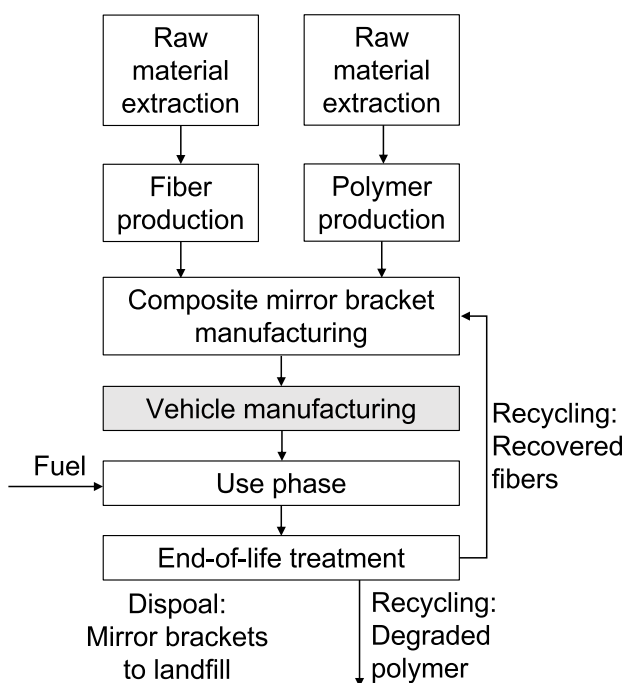 Raw
material
extraction
Raw
material
extraction
Fiber
production
Polymer
production
Composite mirror bracket
manufacturing
Vehicle manufacturing
Recycling:
Recovered
fibers
Fuel
Use phase
End-of-life treatment
Dispoal:
Mirror brackets
to landfill
Recycling:
Degraded
polymer